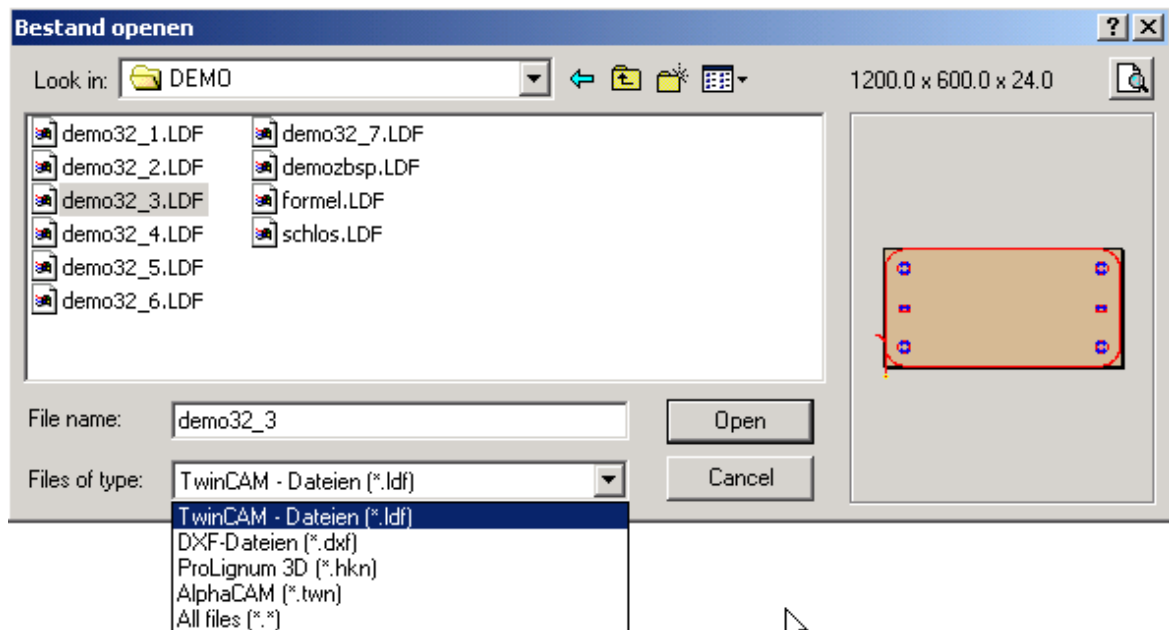 Bestand openen
Look in: DEMO 1200.0 x 600.0 x 24.0
demo32_1.LDF demo32_7.LDF
demo32_2.LDF demozbsp.LDF
demo32_3.LDF formel.LDF
demo32_4.LDF schlos.LDF
demo32_5.LDF
demo32_6.LDF
File name: demo32_3 Open
Files of type: TwinCAM - Dateien (*.ldf) Cancel
TwinCAM - Dateien (*.ldf)
DXF-Dateien (*.dxf)
ProLignum 3D (*.hkn)
AlphaCAM (*.twn)
All files (*.*)